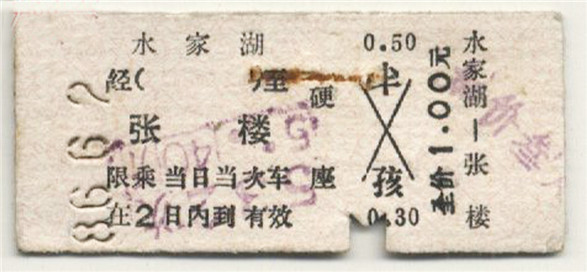 水家湖
经( )至
张楼
硬座
限乘当日当次车
在2日内到有效
0.50
半
孩
0.30
全价1.00元
水家湖—张楼
86.6.2